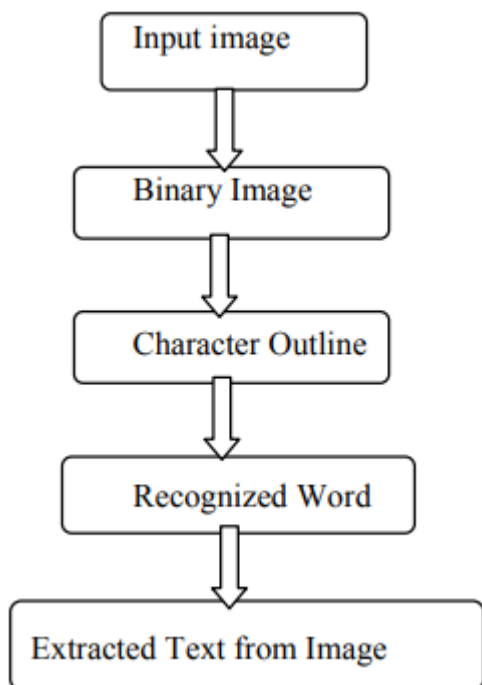 Input image
Binary Image
Character Outline
Recognized Word
Extracted Text from Image